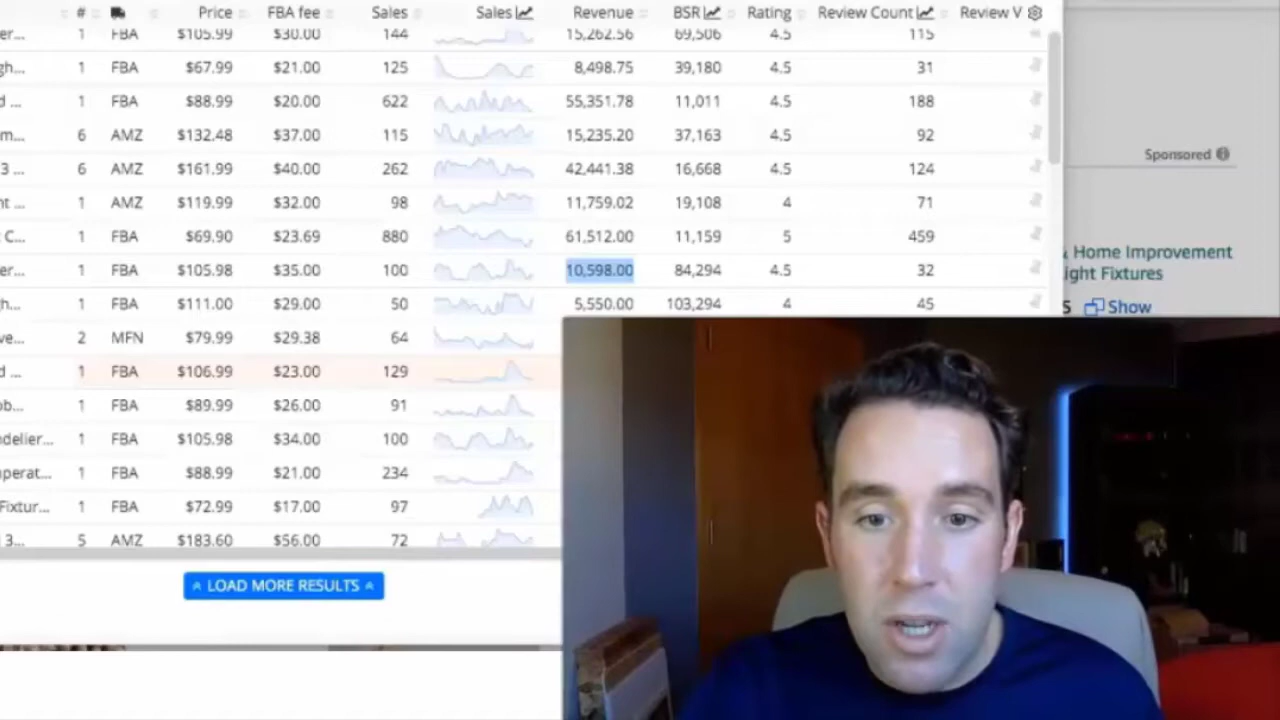 # Price FBA fee Sales Sales Revenue BSR Rating Review Count Review V
er... 1 FBA $105.99 $30.00 144 15,262.56 69,506 4.5 115
gh... 1 FBA $67.99 $21.00 125 8,498.75 39,180 4.5 31
d ... 1 FBA $88.99 $20.00 622 55,351.78 11,011 4.5 188
m... 6 AMZ $132.48 $37.00 115 15,235.20 37,163 4.5 92
Sponsored
3 ... 6 AMZ $161.99 $40.00 262 42,441.38 16,668 4.5 124
nt ... 1 AMZ $119.99 $32.00 98 11,759.02 19,108 4 71
t C... 1 FBA $69.90 $23.69 880 61,512.00 11,159 5 459
& Home Improvement
ight Fixtures
er... 1 FBA $105.98 $35.00 100 10,598.00 84,294 4.5 32
h... 1 FBA $111.00 $29.00 50 5,550.00 103,294 4 45
5 Show
ve... 2 MFN $79.99 $29.38 64
d ... 1 FBA $106.99 $23.00 129
ob... 1 FBA $89.99 $26.00 91
ndelier... 1 FBA $105.98 $34.00 100
uperat... 1 FBA $88.99 $21.00 234
Fixtur... 1 FBA $72.99 $17.00 97
3... 5 AMZ $183.60 $56.00 72
LOAD MORE RESULTS